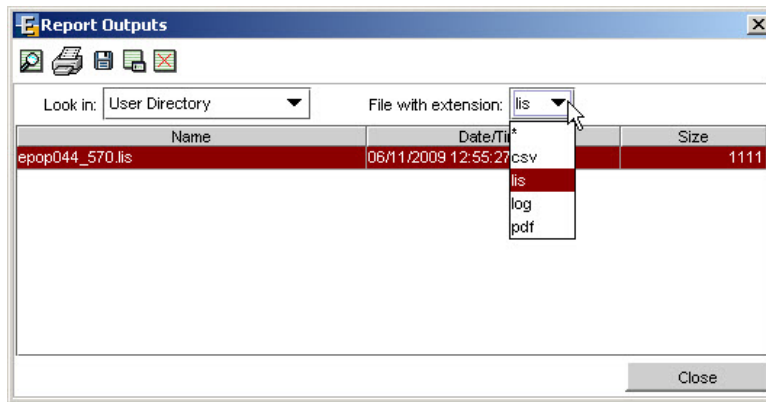 Report Outputs
Look in: User Directory File with extension: lis
Name Date/Ti Size
epop044_570.lis 06/11/2009 12:55:27 1111
*
csv
lis
log
pdf
Close